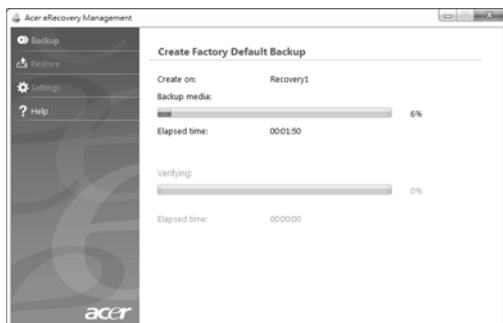 Acer eRecovery Management
Backup
Restore
Settings
Help
Create Factory Default Backup
Create on: Recovery1
Backup media:
6%
Elapsed time: 00:01:50
Verifying:
0%
Elapsed time: 00:00:00
acer